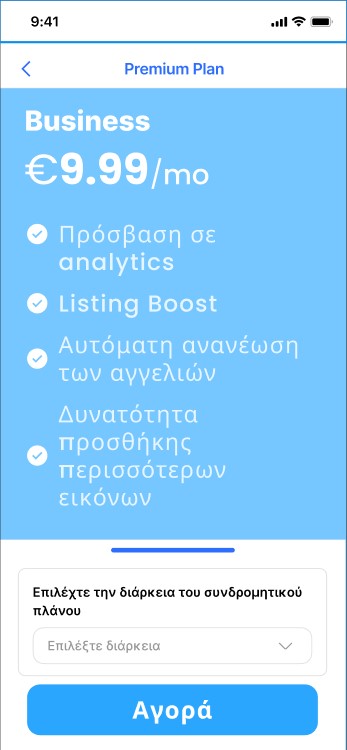 9:41
Premium Plan
Business
€9.99/mo
Πρόσβαση σε
analytics
Listing Boost
Αυτόματη ανανέωση
των αγγελιών
Δυνατότητα
προσθήκης
περισσότερων
εικόνων
Επιλέχτε την διάρκεια του συνδρομητικού
πλάνου
Επιλέξτε διάρκεια
Αγορά